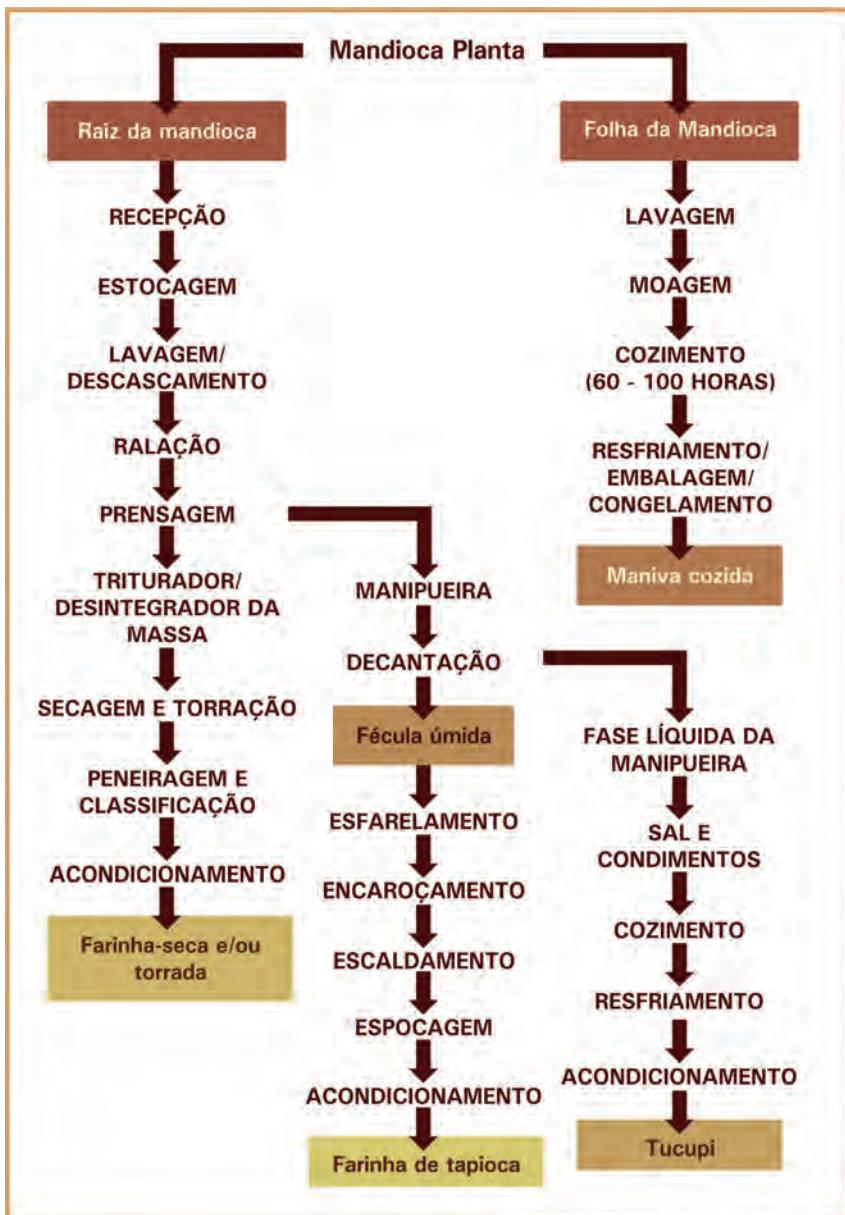 Mandioca Planta
Raiz da mandioca
RECEPÇÃO
ESTOCAGEM
LAVAGEM/
DESCASCAMENTO
RALAÇÃO
PRENSAGEM
TRITURADOR/
DESINTEGRADOR DA
MASSA
SECAGEM E TORRAÇÃO
PENEIRAGEM E
CLASSIFICAÇÃO
ACONDICIONAMENTO
Farinha-seca e/ou
torrada
MANIPUEIRA
DECANTAÇÃO
Fécula úmida
ESFARELAMENTO
ENCAROÇAMENTO
ESCALDAMENTO
ESPOCAGEM
ACONDICIONAMENTO
Farinha de tapioca
FASE LÍQUIDA DA
MANIPUEIRA
SAL E
CONDIMENTOS
COZIMENTO
RESFRIAMENTO
ACONDICIONAMENTO
Tucupi
Folha da Mandioca
LAVAGEM
MOAGEM
COZIMENTO
(60 - 100 HORAS)
RESFRIAMENTO/
EMBALAGEM/
CONGELAMENTO
Maniva cozida